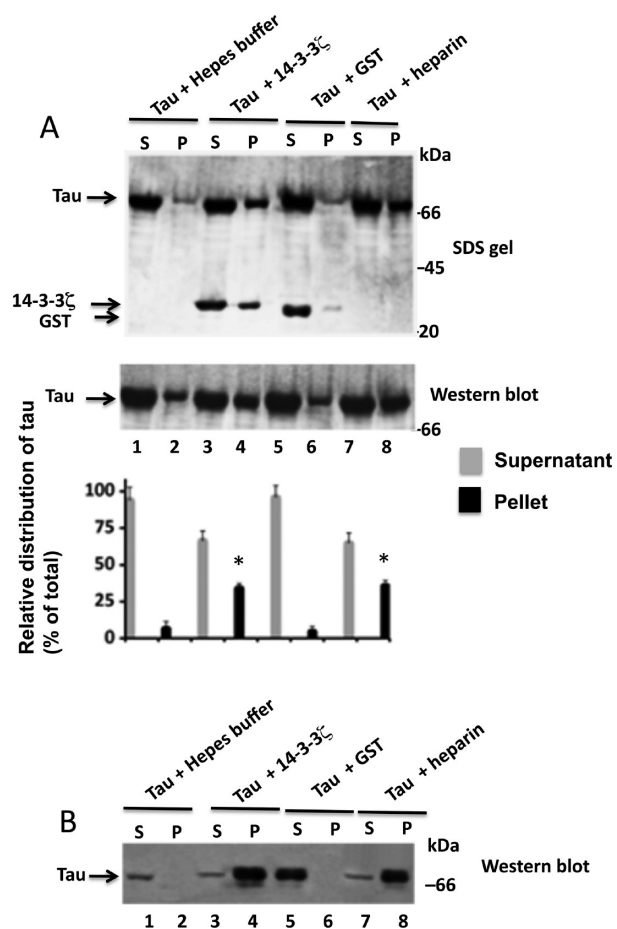 Tau + Hepes buffer
Tau + 14-3-3ζ
Tau + GST
Tau + heparin
A
S P S P S P S P
kDa
Tau
-66
SDS gel
-45
14-3-3ζ
GST
-20
Tau
Western blot
-66
1 2 3 4 5 6 7 8
Supernatant
Pellet
Relative distribution of tau
(% of total)
100
75
50
25
0
* *
Tau + Hepes buffer
Tau + 14-3-3ζ
Tau + GST
Tau + heparin
B
S P S P S P S P
kDa
Tau
–66
Western blot
1 2 3 4 5 6 7 8